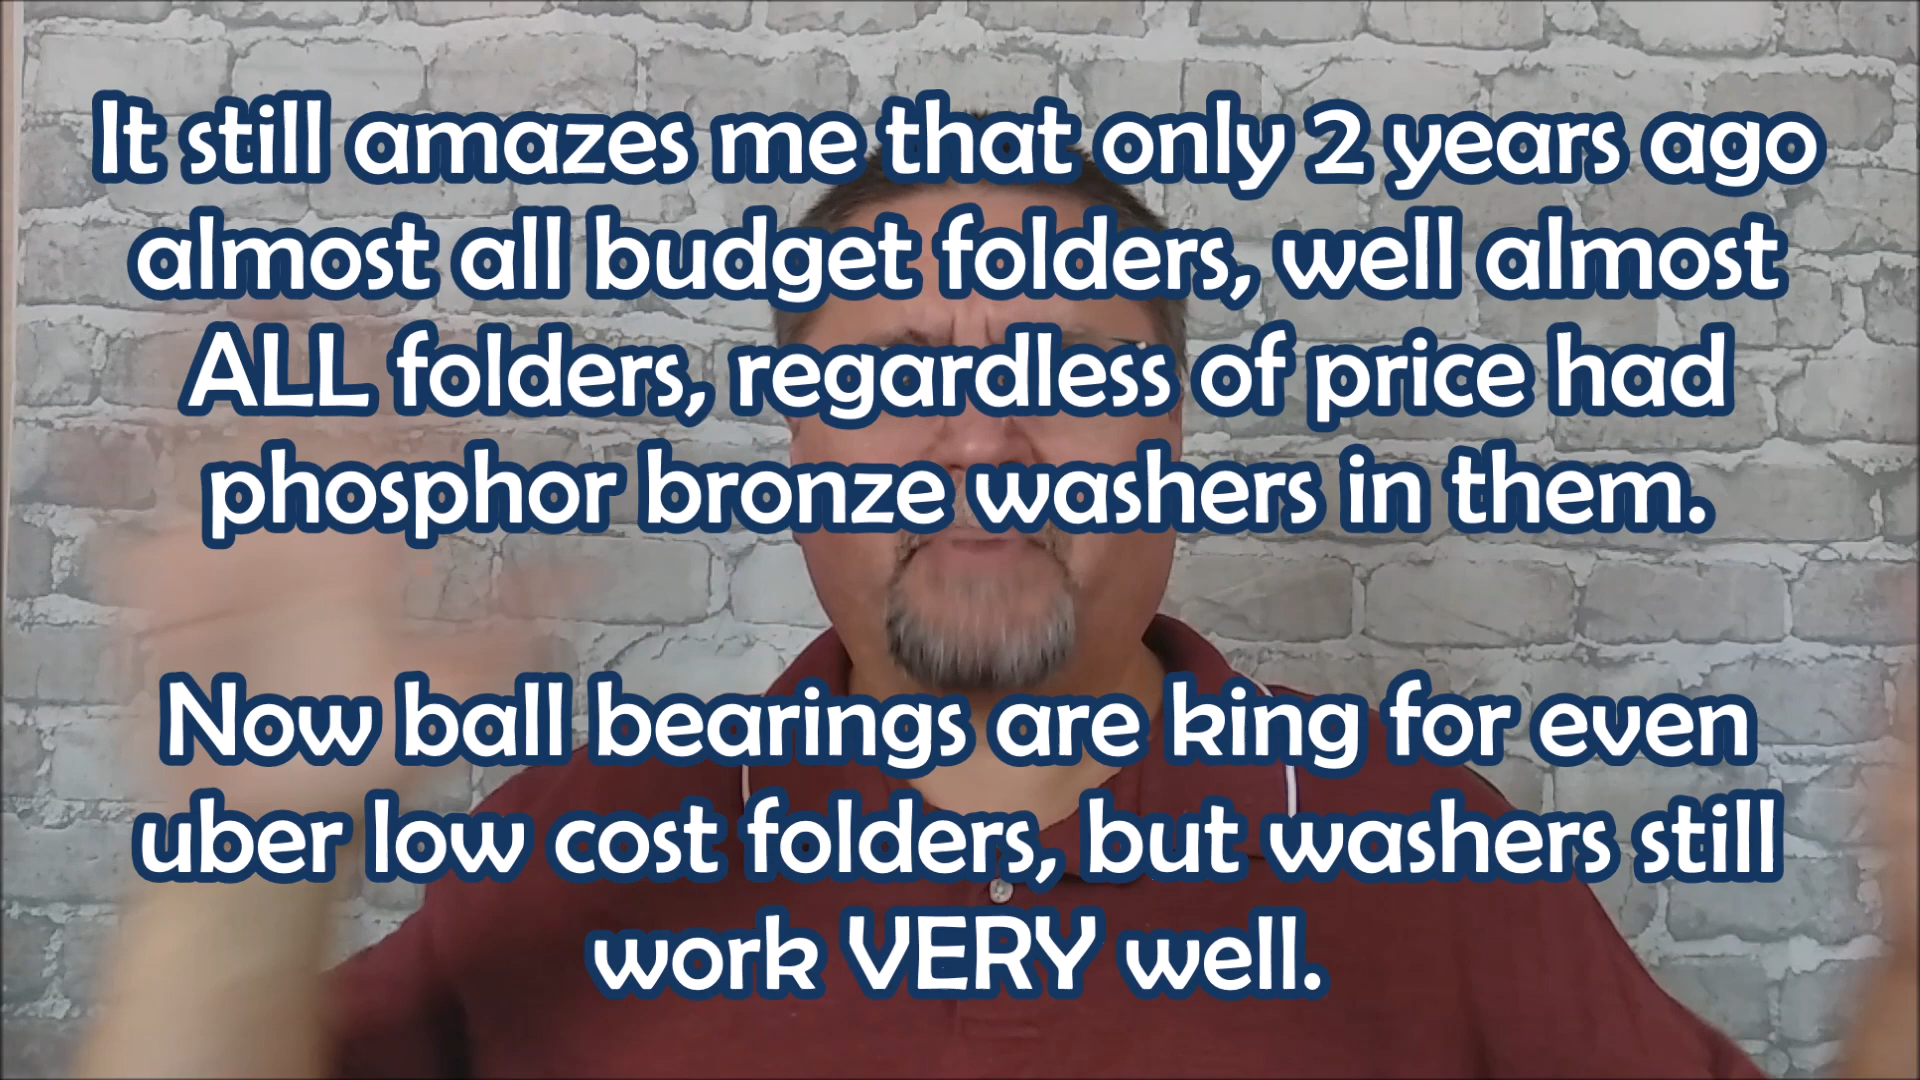 It still amazes me that only 2 years ago
almost all budget folders, well almost
ALL folders, regardless of price had
phosphor bronze washers in them.
Now ball bearings are king for even
uber low cost folders, but washers still
work VERY well.